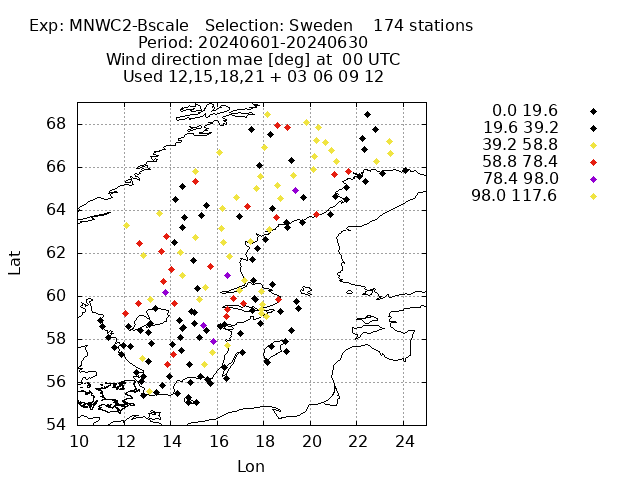 Exp: MNWC2-Bscale   Selection: Sweden    174 stations
Period: 20240601-20240630
Wind direction mae [deg] at  00 UTC
Used 12,15,18,21 + 03 06 09 12
0.0 19.6
19.6 39.2
39.2 58.8
58.8 78.4
78.4 98.0
98.0 117.6
68
66
64
62
60
58
56
54
Lat
10 12 14 16 18 20 22 24
Lon